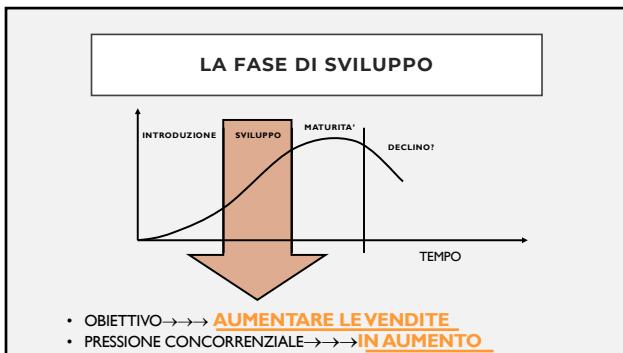 LA FASE DI SVILUPPO
INTRODUZIONE SVILUPPO MATURITA' DECLINO?
TEMPO
• OBIETTIVO→→→ AUMENTARE LE VENDITE
• PRESSIONE CONCORRENZIALE→→→IN AUMENTO